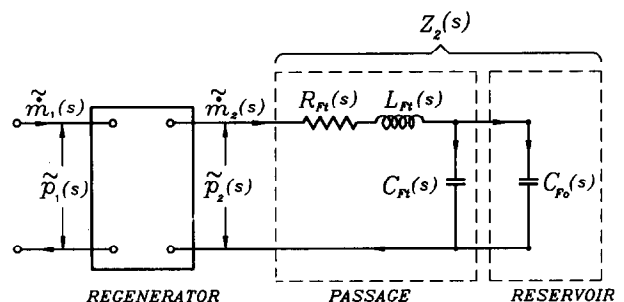 Z₂(s)
ṁ̃₁(s) ṁ̃₂(s) R_Ft(s) L_Ft(s)
p̃₁(s) p̃₂(s) C_Ft(s) C_Fo(s)
REGENERATOR PASSAGE RESERVOIR